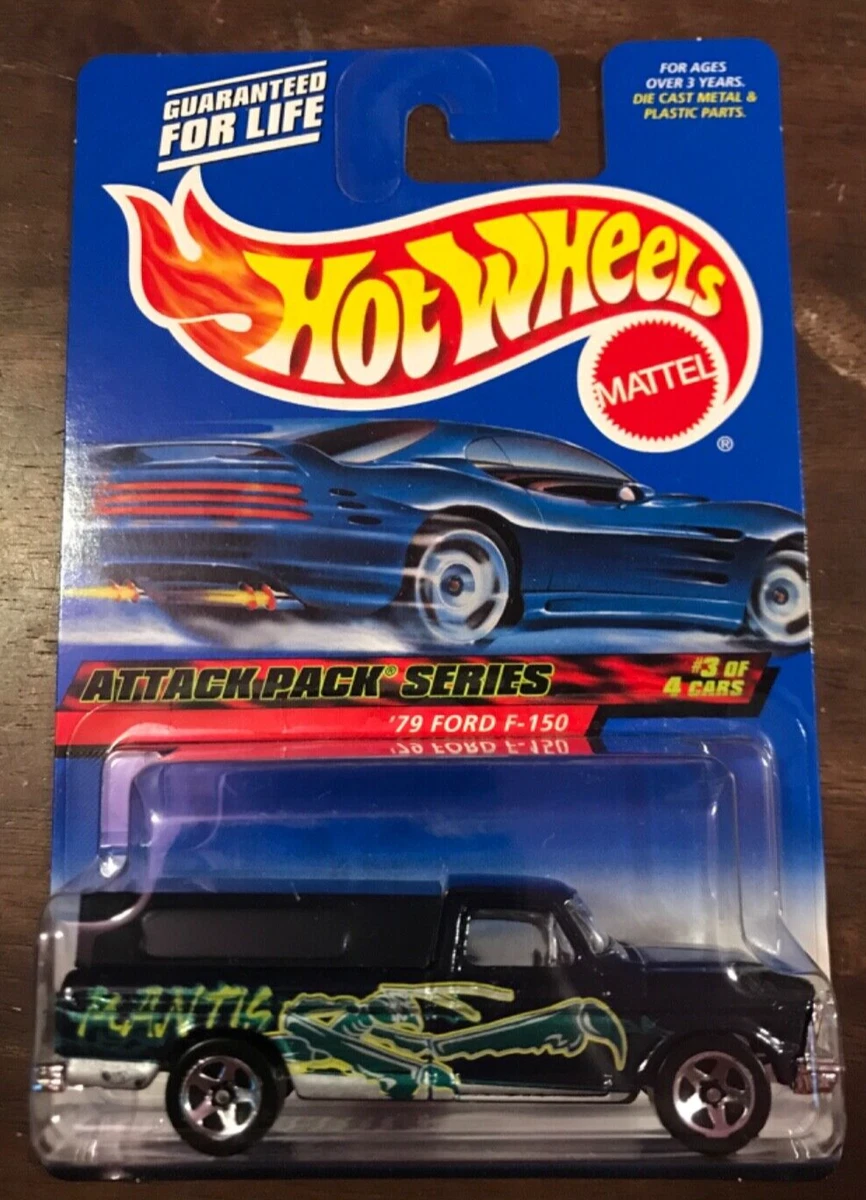 GUARANTEED
FOR LIFE
FOR AGES
OVER 3 YEARS.
DIE CAST METAL &
PLASTIC PARTS.
HOT WHEELS
MATTEL
®
ATTACK PACK® SERIES
#3 OF
4 CARS
'79 FORD F-150
MANTIS